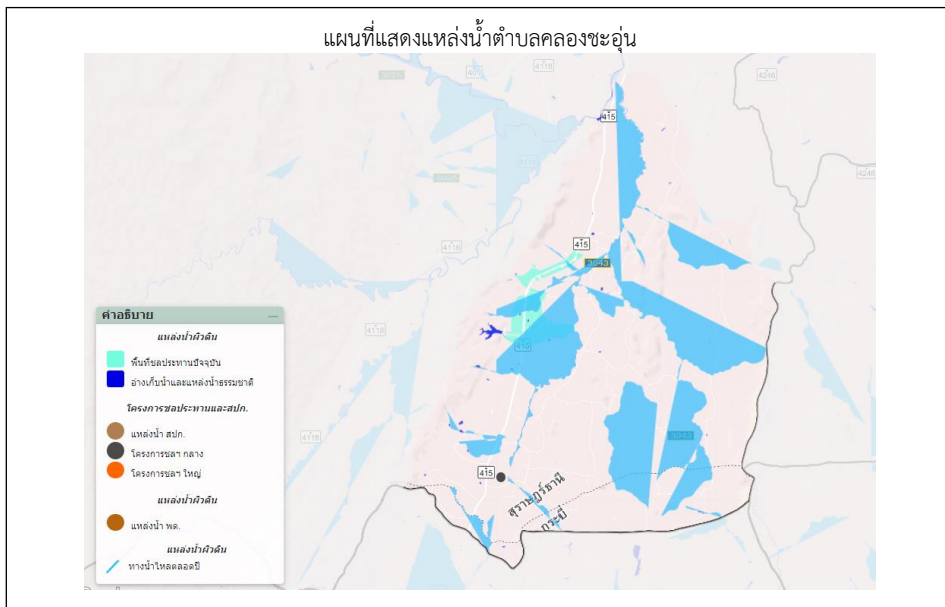 แผนที่แสดงแหล่งน้ำตำบลคลองชะอุ่น
4118
4248
415
4118
4248
4118
415
4118
415
4118
415
สุราษฎร์ธานี
กระบี่
คำอธิบาย
แหล่งน้ำผิวดิน
พื้นที่ชลประทานปัจจุบัน
อ่างเก็บน้ำและแหล่งน้ำธรรมชาติ
โครงการชลประทานและสปก.
แหล่งน้ำ สปก.
โครงการชลฯ กลาง
โครงการชลฯ ใหญ่
แหล่งน้ำผิวดิน
แหล่งน้ำ พด.
แหล่งน้ำผิวดิน
ทางน้ำไหลตลอดปี